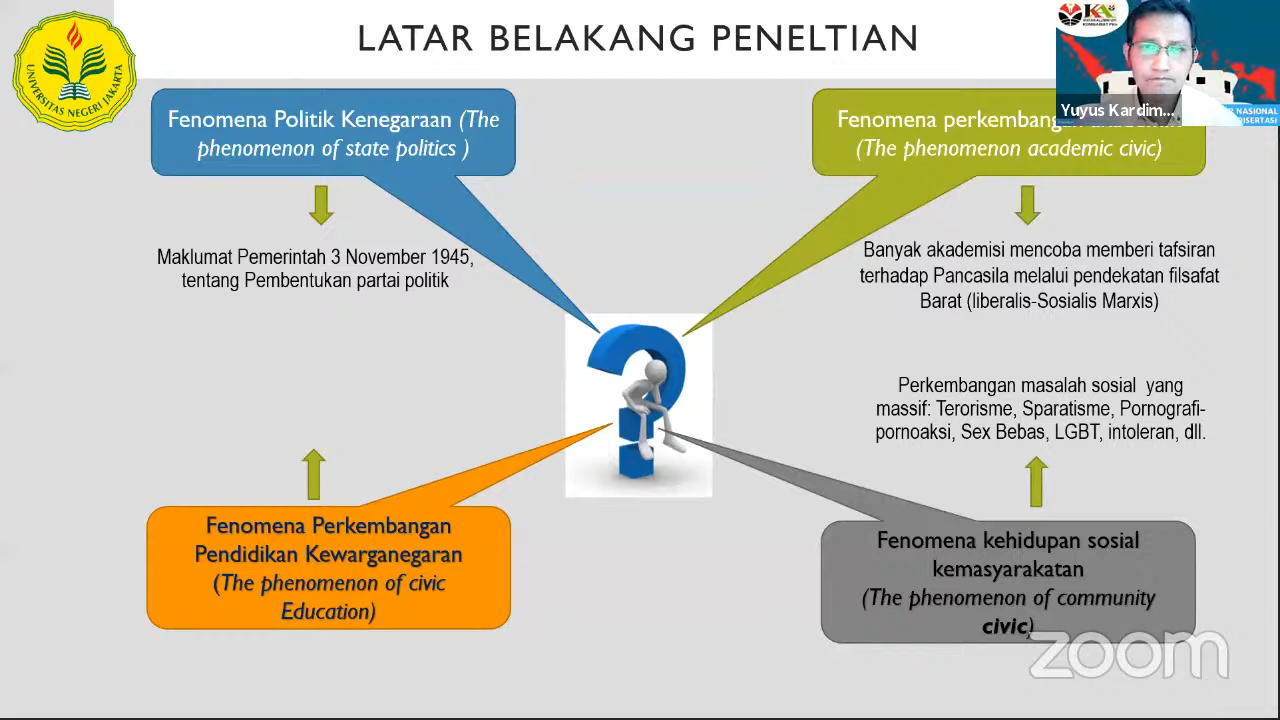 LATAR BELAKANG PENELTIAN
UNIVERSITAS NEGERI JAKARTA
Yuyus Kardim...
NASIONAL
DISERTASI
Fenomena Politik Kenegaraan (The
phenomenon of state politics )
Fenomena perkembangan
(The phenomenon academic civic)
Maklumat Pemerintah 3 November 1945,
tentang Pembentukan partai politik
Banyak akademisi mencoba memberi tafsiran
terhadap Pancasila melalui pendekatan filsafat
Barat (liberalis-Sosialis Marxis)
Perkembangan masalah sosial yang
massif: Terorisme, Sparatisme, Pornografi-
pornoaksi, Sex Bebas, LGBT, intoleran, dll.
Fenomena Perkembangan
Pendidikan Kewarganegaran
(The phenomenon of civic
Education)
Fenomena kehidupan sosial
kemasyarakatan
(The phenomenon of community
civic)
zoom